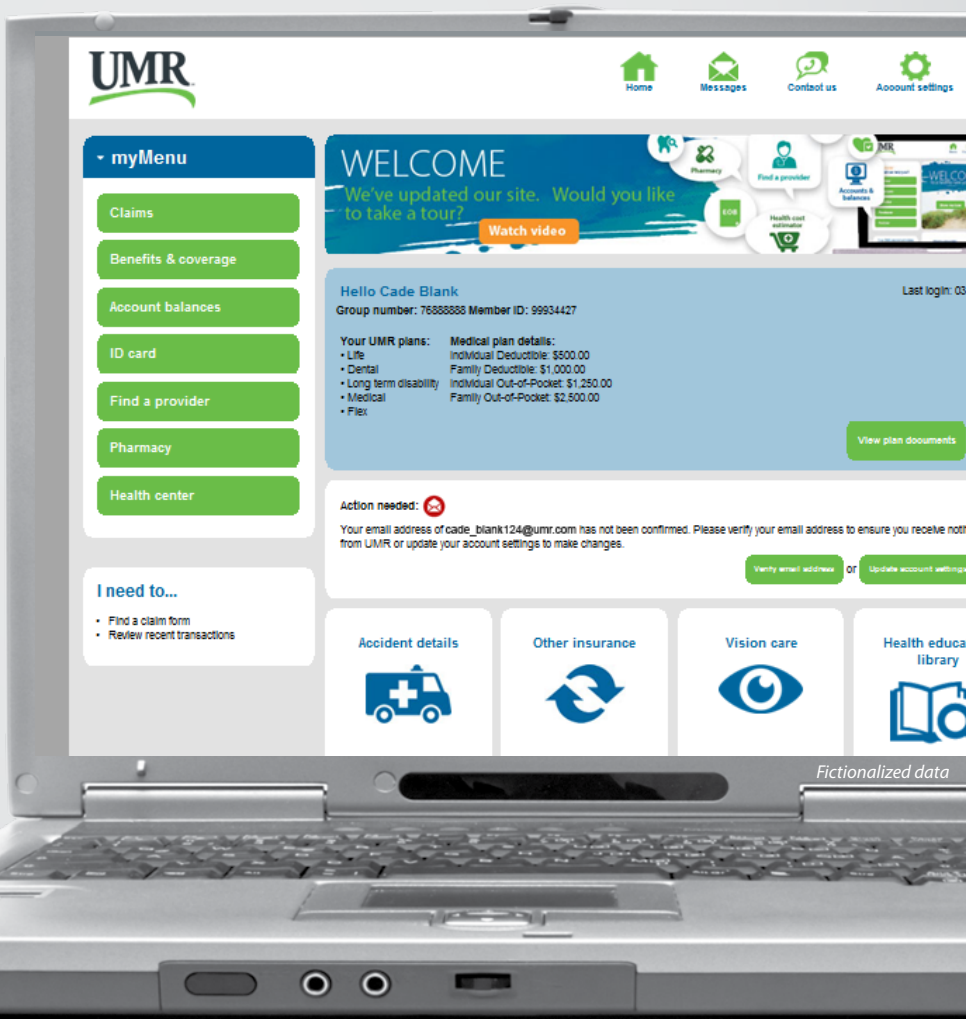 UMR
Home
Messages
Contact us
Account settings
myMenu
Claims
Benefits & coverage
Account balances
ID card
Find a provider
Pharmacy
Health center
I need to...
• Find a claim form
• Review recent transactions
WELCOME
We've updated our site. Would you like
to take a tour?
Watch video
Pharmacy
Find a provider
Accounts &
balances
EOB
Health cost
estimator
UMR
WELCO
Hello Cade Blank
Last login: 03
Group number: 76888888 Member ID: 99934427
Your UMR plans:
• Life
• Dental
• Long term disability
• Medical
• Flex
Medical plan details:
Individual Deductible: $500.00
Family Deductible: $1,000.00
Individual Out-of-Pocket: $1,250.00
Family Out-of-Pocket: $2,500.00
View plan documents
Action needed:
Your email address of cade_blank124@umr.com has not been confirmed. Please verify your email address to ensure you receive notif
from UMR or update your account settings to make changes.
Verify email address or Update account settings
Accident details
Other insurance
Vision care
Health educa
library
Fictionalized data